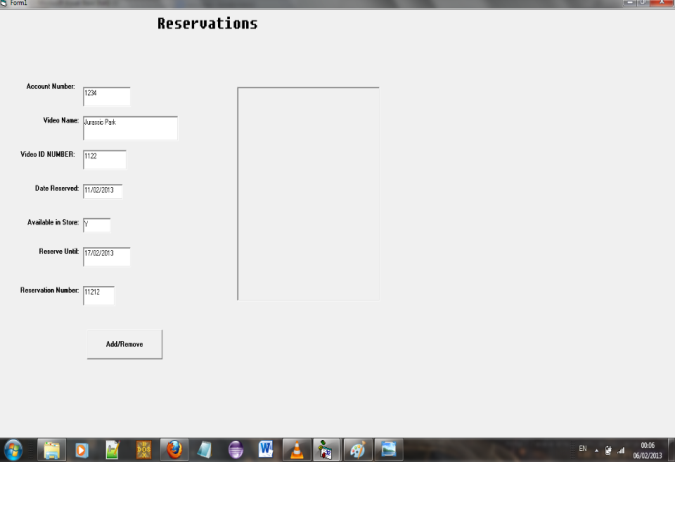 Form1
Reservations
Account Number: 1234
Video Name: Jurassic Park
Video ID NUMBER: 1122
Date Reserved: 11/02/2013
Available in Store: Y
Reserve Until: 17/02/2013
Reservation Number: 11212
Add/Remove
EN
00:06
06/02/2013